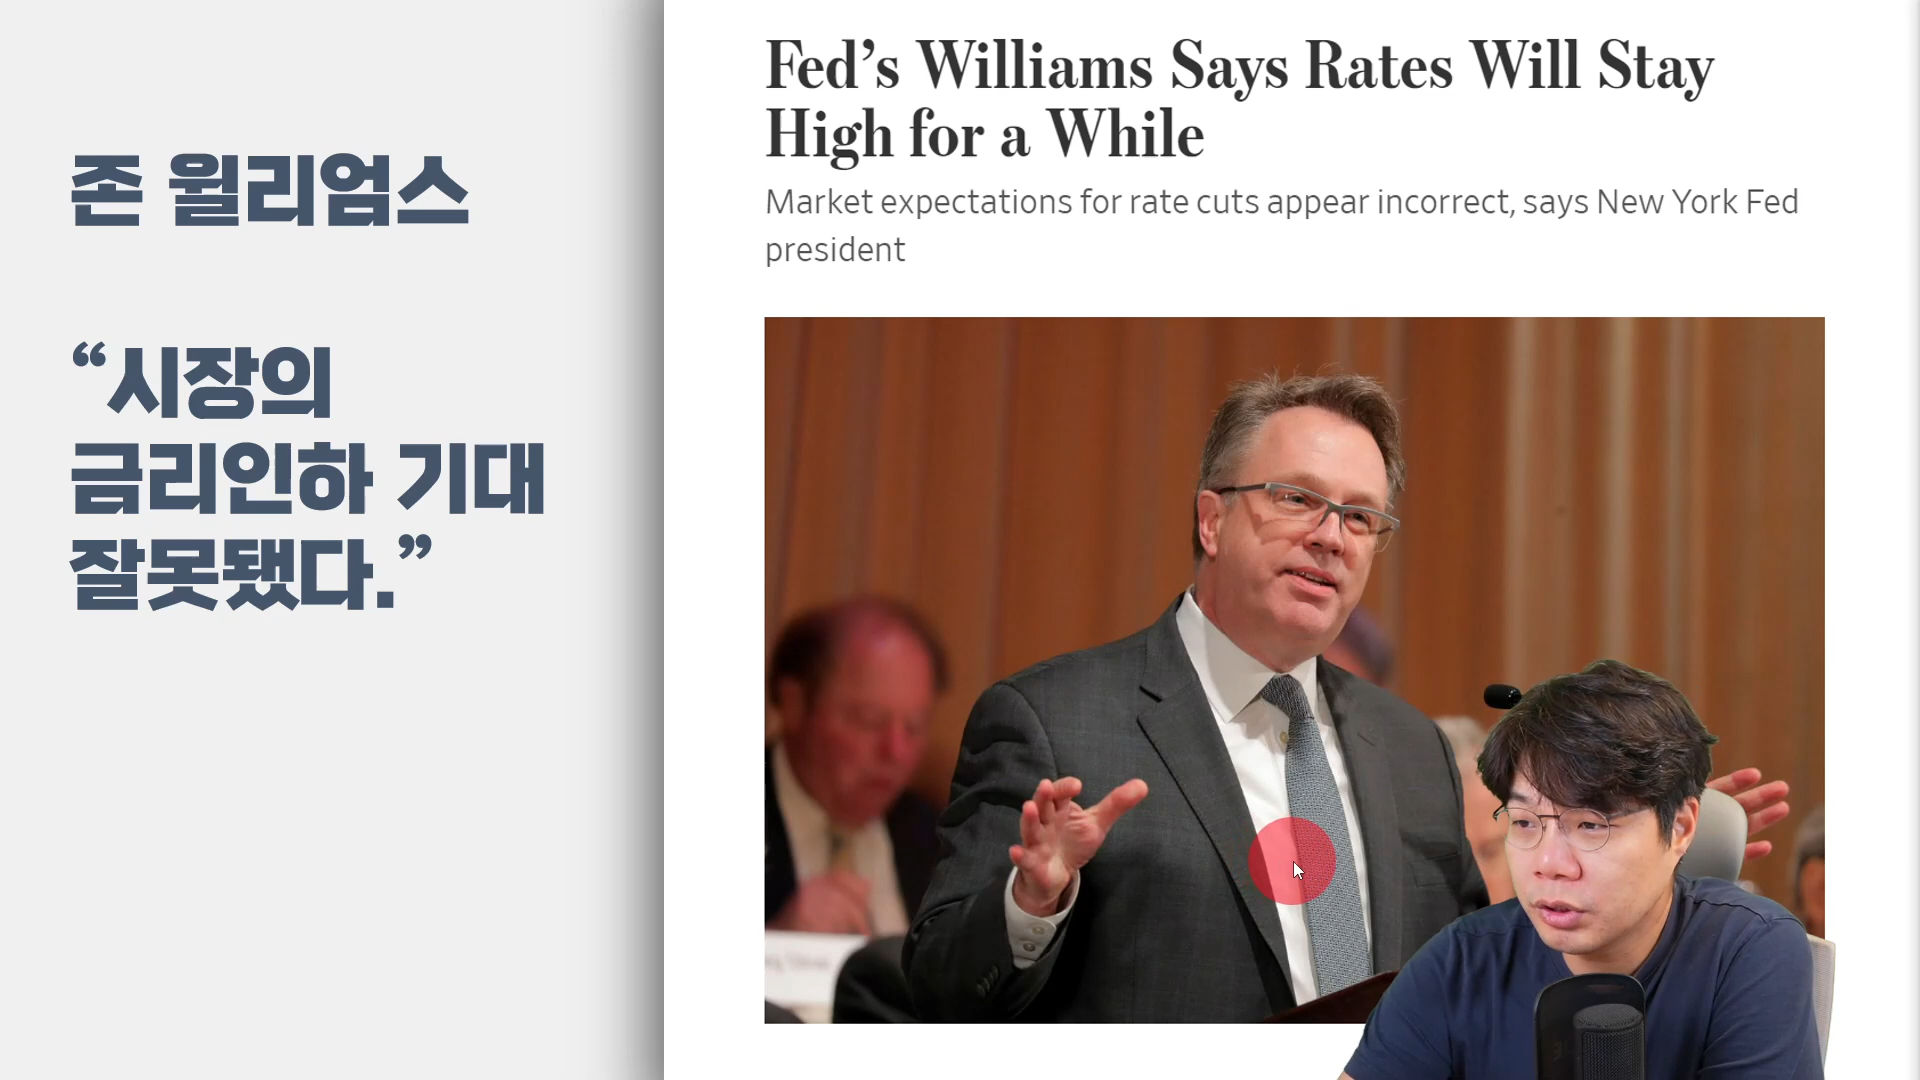 존 윌리엄스
“시장의
금리인하 기대
잘못됐다.”
Fed’s Williams Says Rates Will Stay
High for a While
Market expectations for rate cuts appear incorrect, says New York Fed
president